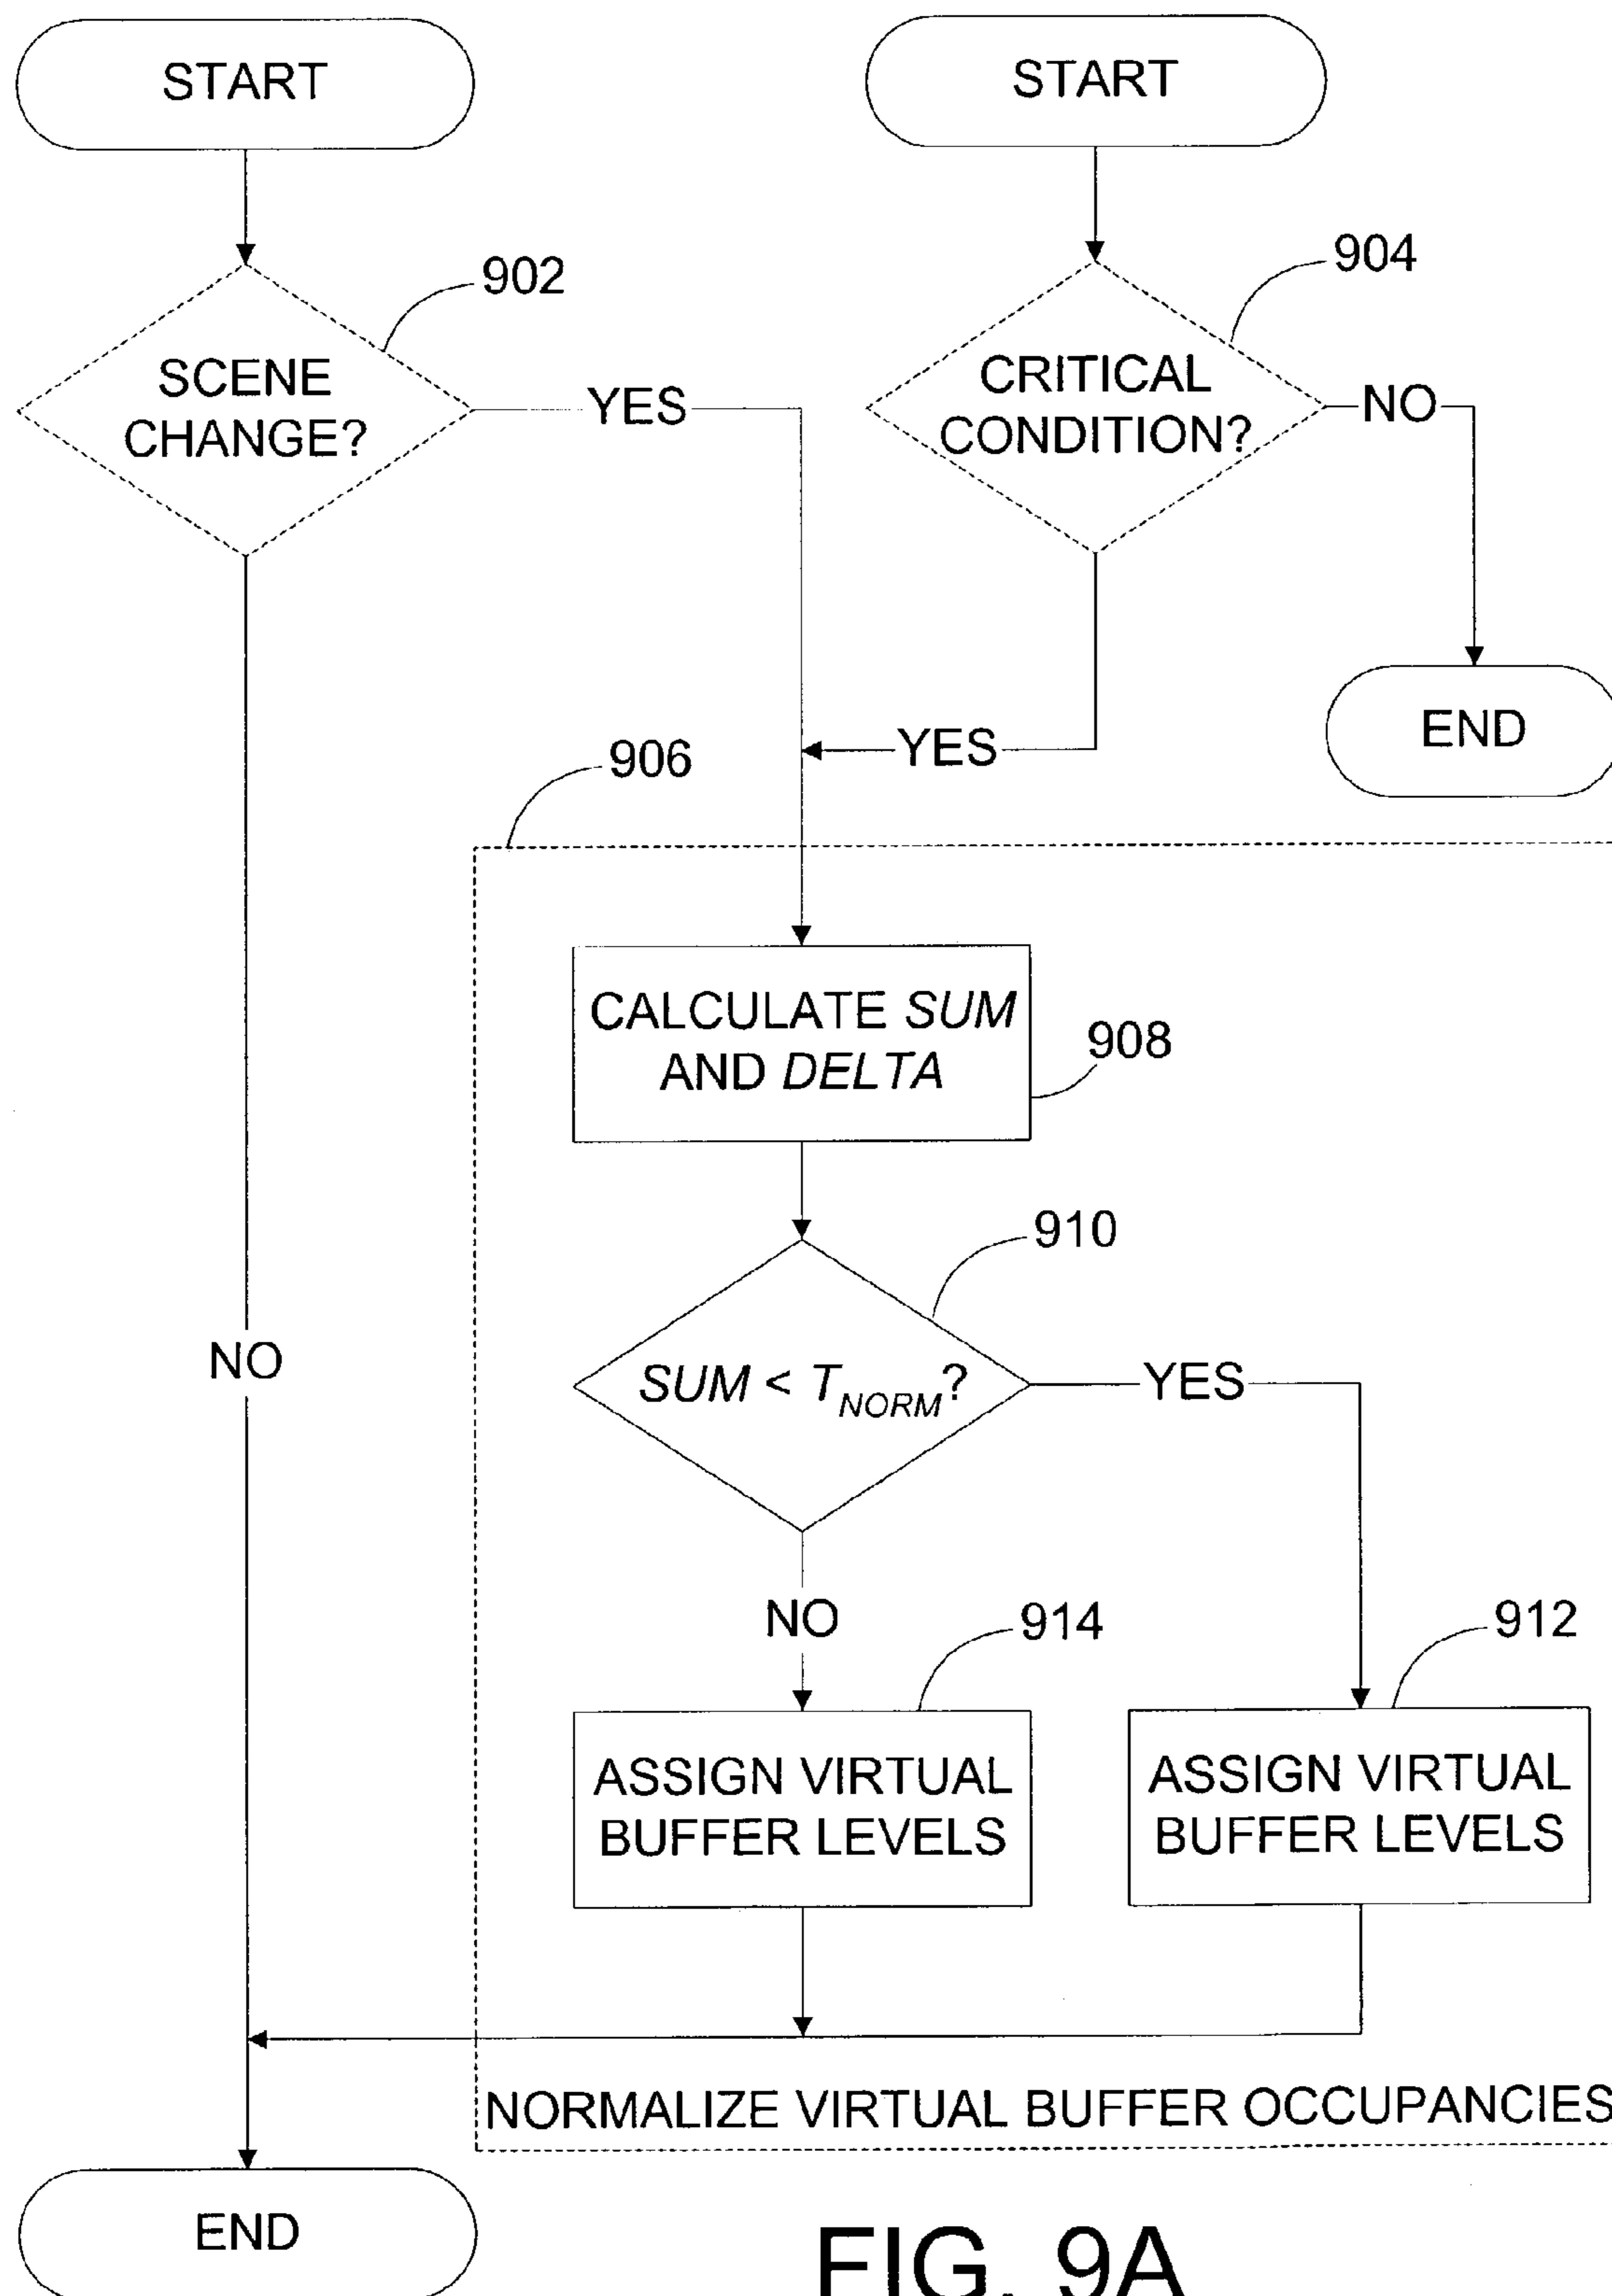 START
START
902
904
SCENE
CHANGE?
YES
CRITICAL
CONDITION?
NO
YES
END
906
CALCULATE SUM
AND DELTA
908
910
NO
SUM < T_NORM?
YES
NO
914
912
ASSIGN VIRTUAL
BUFFER LEVELS
ASSIGN VIRTUAL
BUFFER LEVELS
NORMALIZE VIRTUAL BUFFER OCCUPANCIES
END
FIG. 9A